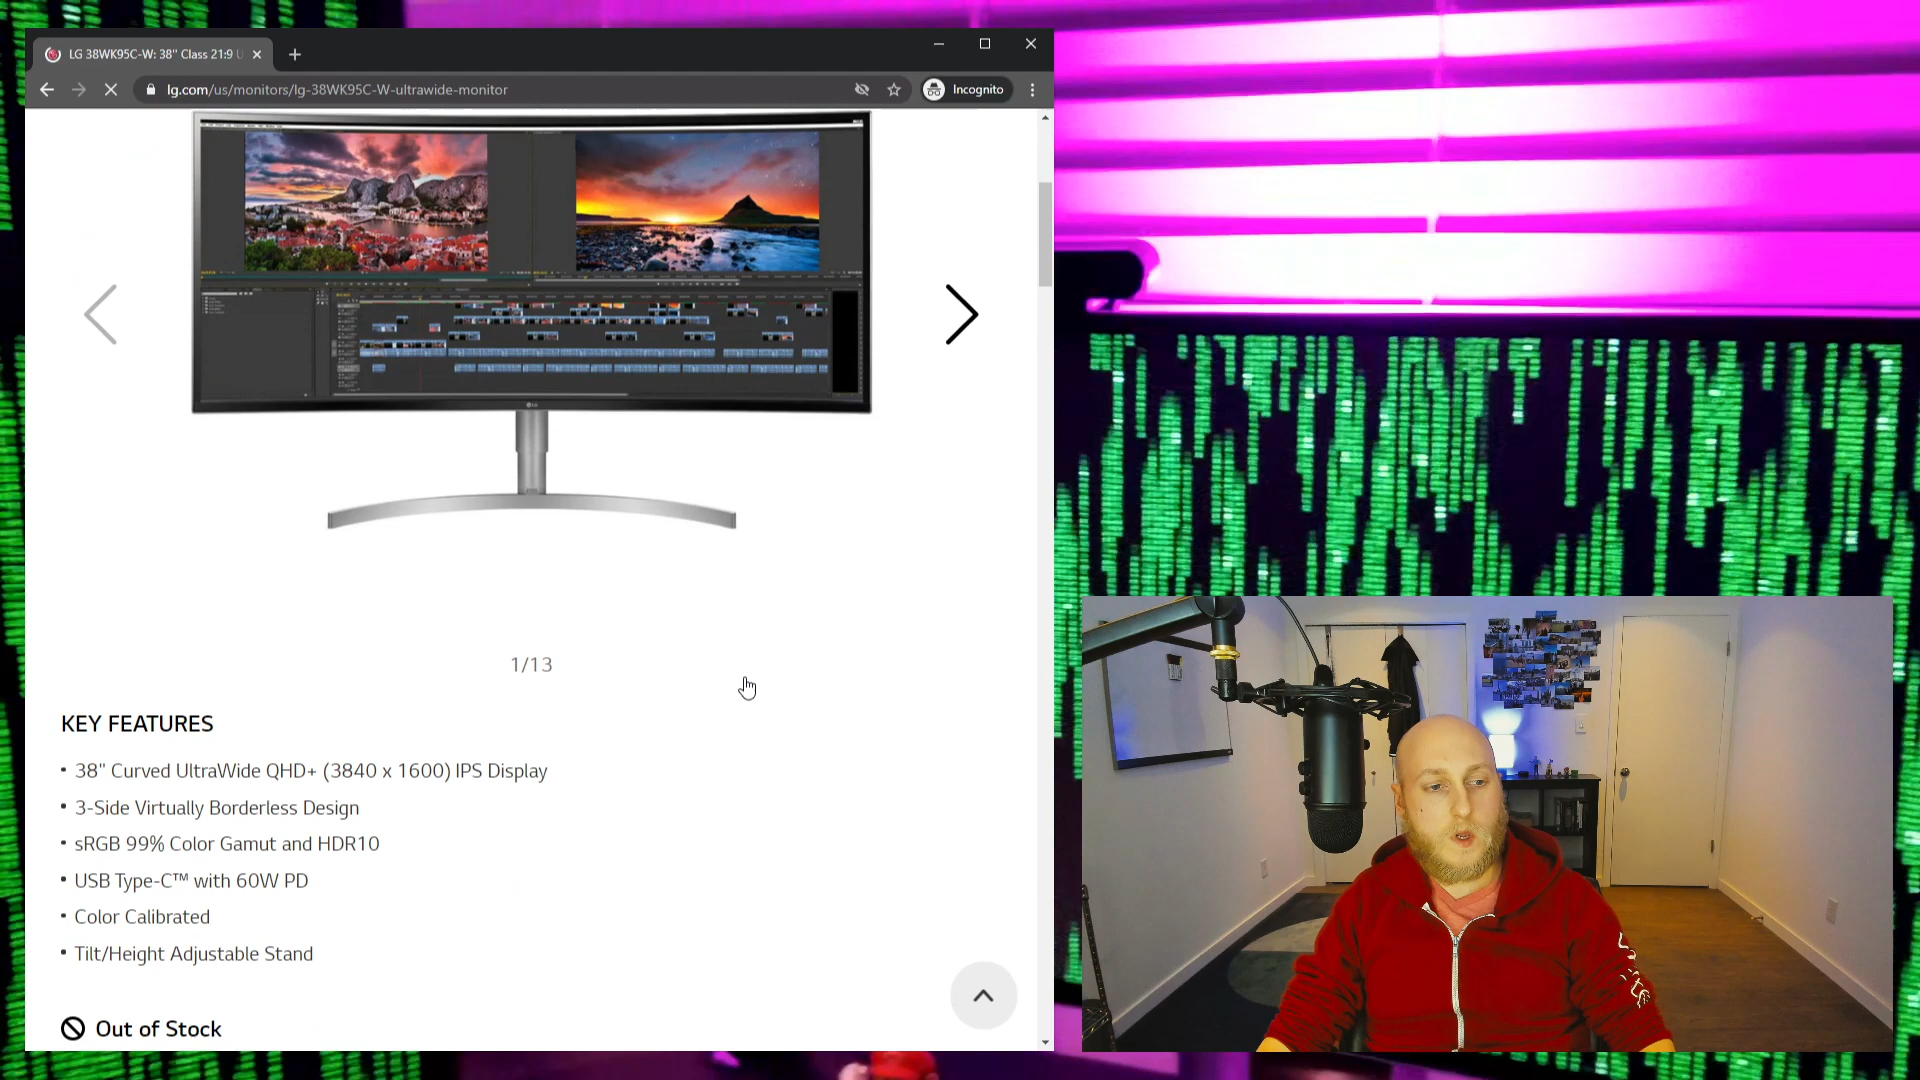 LG 38WK95C-W: 38" Class 21:9 U
lg.com/us/monitors/lg-38WK95C-W-ultrawide-monitor
Incognito
1/13
KEY FEATURES
• 38" Curved UltraWide QHD+ (3840 x 1600) IPS Display
• 3-Side Virtually Borderless Design
• sRGB 99% Color Gamut and HDR10
• USB Type-C™ with 60W PD
• Color Calibrated
• Tilt/Height Adjustable Stand
Out of Stock